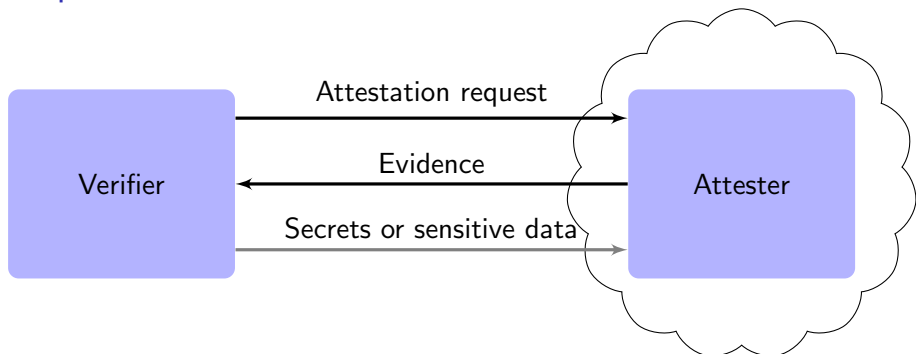 Attestation request
Verifier
Evidence
Attester
Secrets or sensitive data